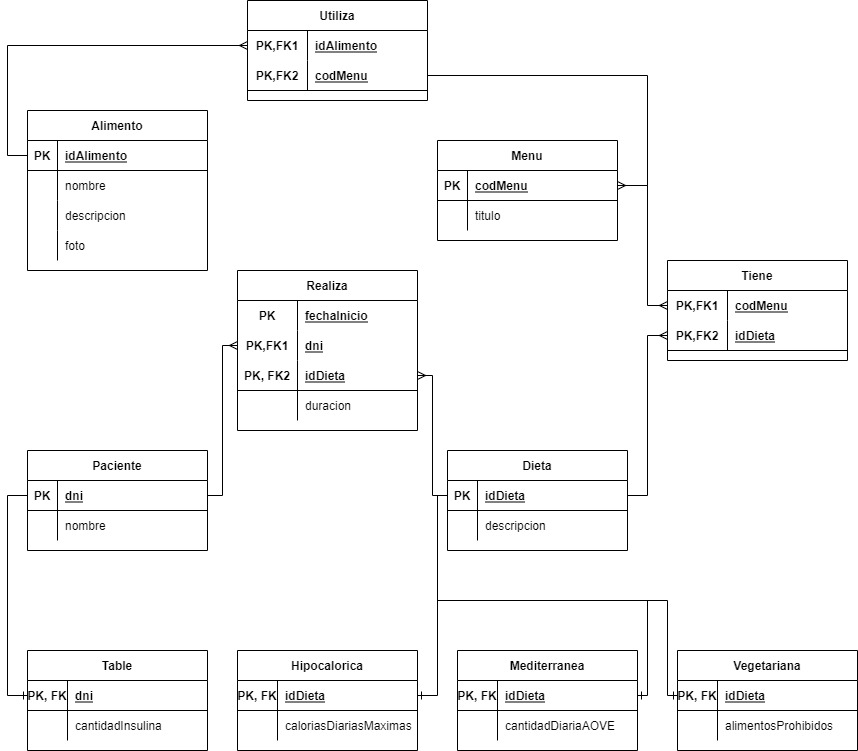 Utiliza
PK,FK1 idAlimento
PK,FK2 codMenu
Alimento
PK idAlimento
nombre
descripcion
foto
Menu
PK codMenu
titulo
Tiene
PK,FK1 codMenu
PK,FK2 idDieta
Realiza
PK fechaInicio
PK,FK1 dni
PK, FK2 idDieta
duracion
Paciente
PK dni
nombre
Dieta
PK idDieta
descripcion
Table
PK, FK dni
cantidadInsulina
Hipocalorica
PK, FK idDieta
caloriasDiariasMaximas
Mediterranea
PK, FK idDieta
cantidadDiariaAOVE
Vegetariana
PK, FK idDieta
alimentosProhibidos